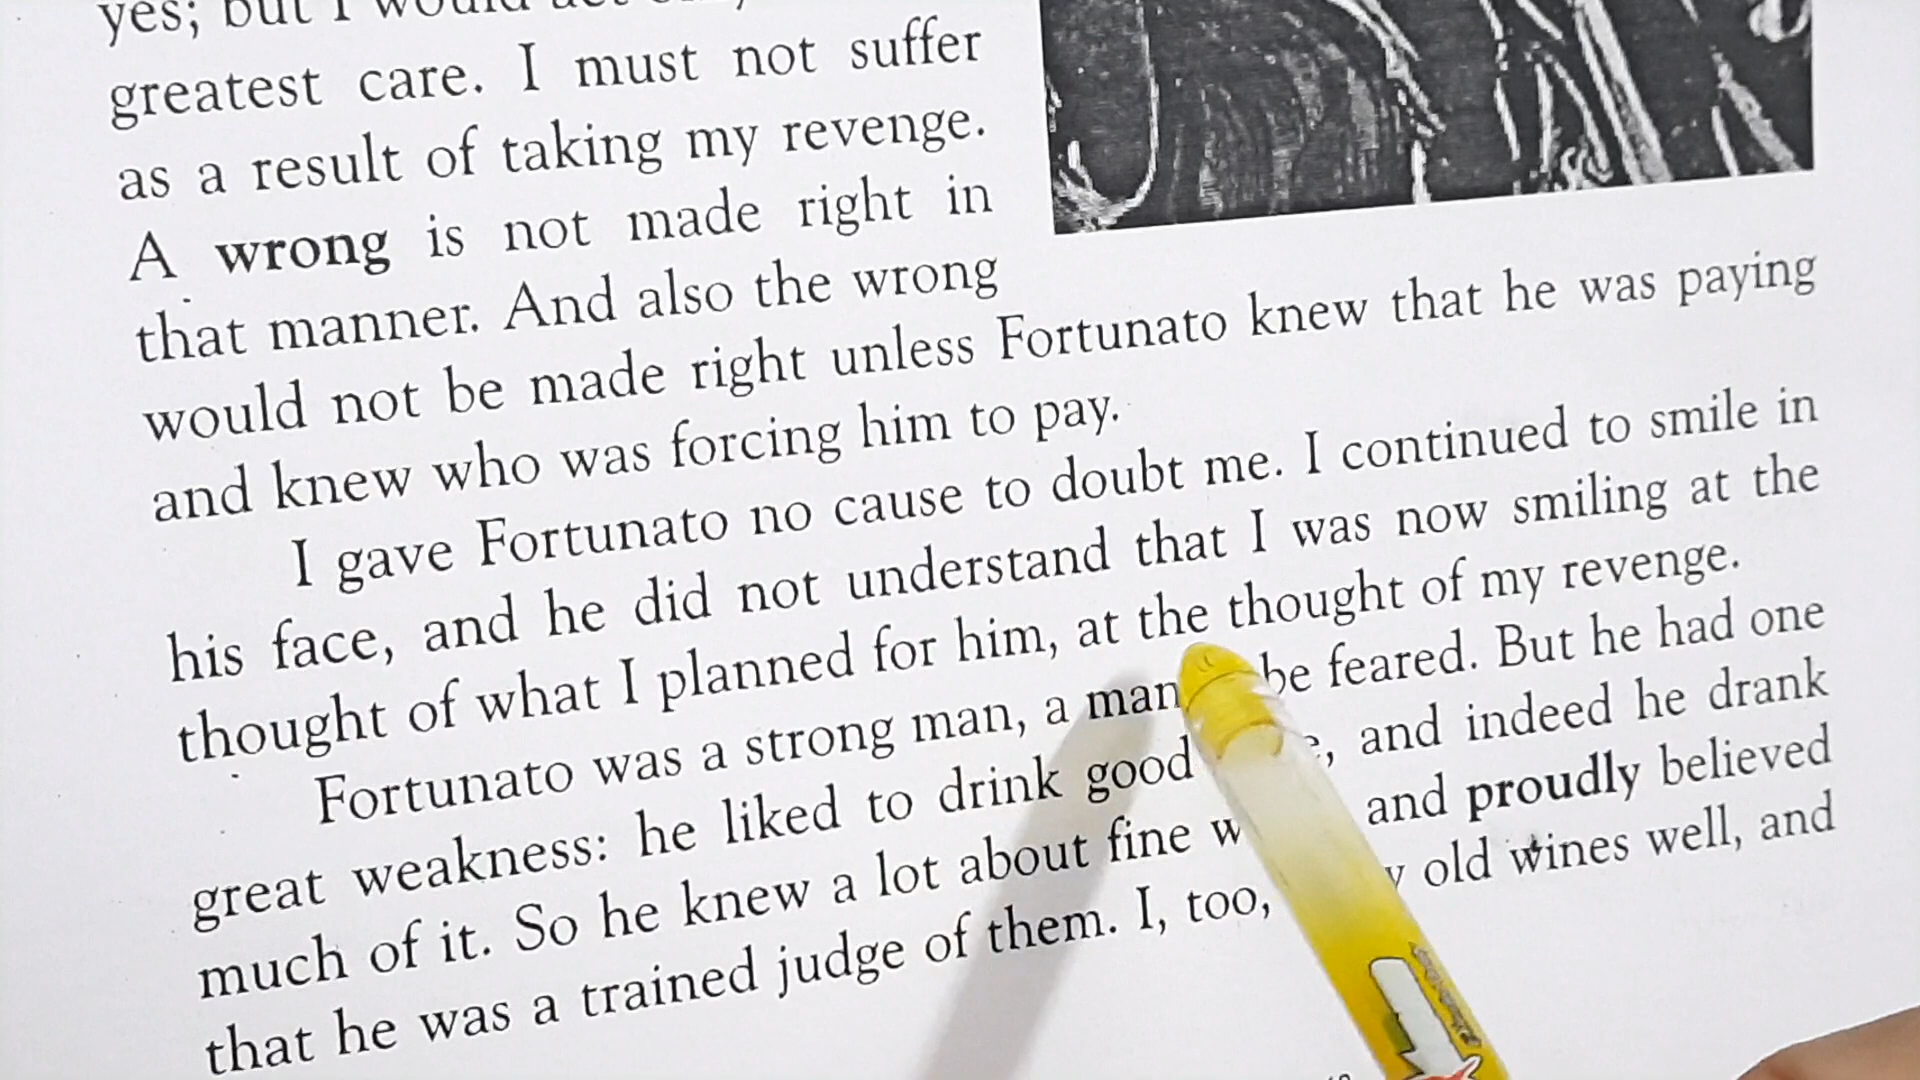 yes; but I would
greatest care. I must not suffer
as a result of taking my revenge.
A wrong is not made right in
that manner. And also the wrong
would not be made right unless Fortunato knew that he was paying
and knew who was forcing him to pay.
I gave Fortunato no cause to doubt me. I continued to smile in
his face, and he did not understand that I was now smiling at the
thought of what I planned for him, at the thought of my revenge.
Fortunato was a strong man, a man be feared. But he had one
great weakness: he liked to drink good , and indeed he drank
much of it. So he knew a lot about fine and proudly believed
that he was a trained judge of them. I, too, old wines well, and